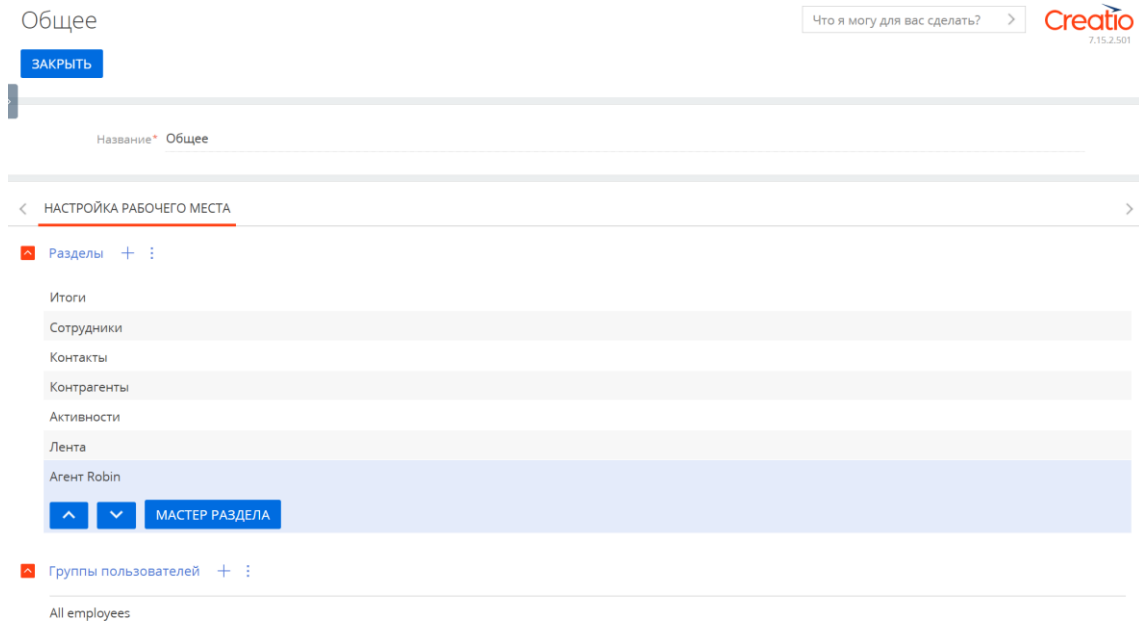 Общее
Что я могу для вас сделать?
Creatio
7.15.2.501
ЗАКРЫТЬ
Название* Общее
НАСТРОЙКА РАБОЧЕГО МЕСТА
Разделы
Итоги
Сотрудники
Контакты
Контрагенты
Активности
Лента
Агент Robin
МАСТЕР РАЗДЕЛА
Группы пользователей
All employees